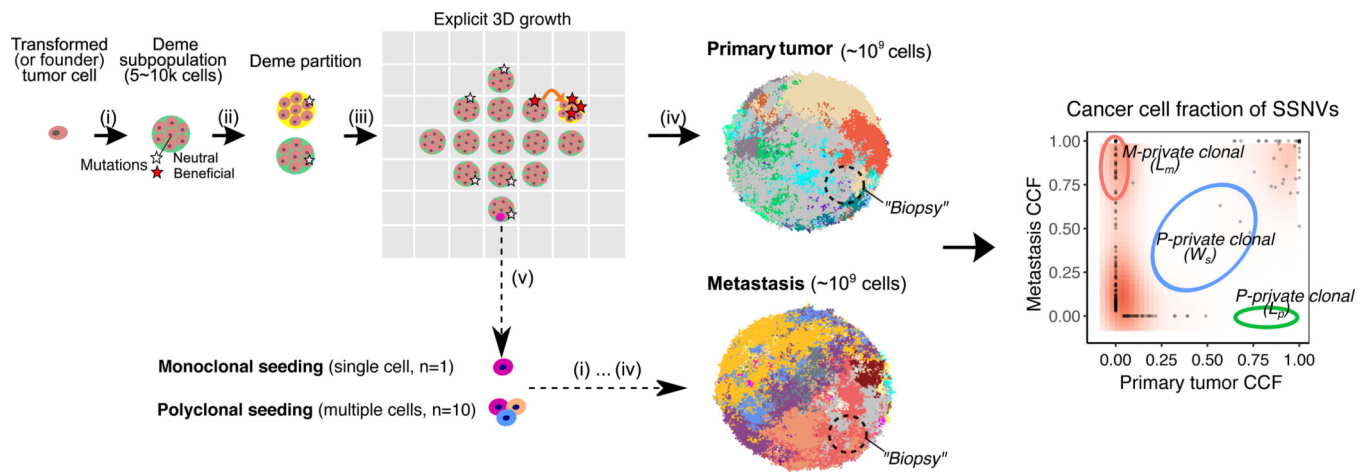 Transformed
(or founder)
tumor cell
(i)
Deme
subpopulation
(5~10k cells)
Mutations
Neutral
Beneficial
(ii)
Deme partition
(iii)
Explicit 3D growth
(iv)
Primary tumor (~10⁹ cells)
"Biopsy"
(v)
Monoclonal seeding (single cell, n=1)
Polyclonal seeding (multiple cells, n=10)
(i) ... (iv)
Metastasis (~10⁹ cells)
"Biopsy"
Cancer cell fraction of SSNVs
Metastasis CCF
1.00
0.75
0.50
0.25
0.00
M-private clonal
(Lm)
P-private clonal
(Ws)
P-private clonal
(Lp)
0.00 0.25 0.50 0.75 1.00
Primary tumor CCF